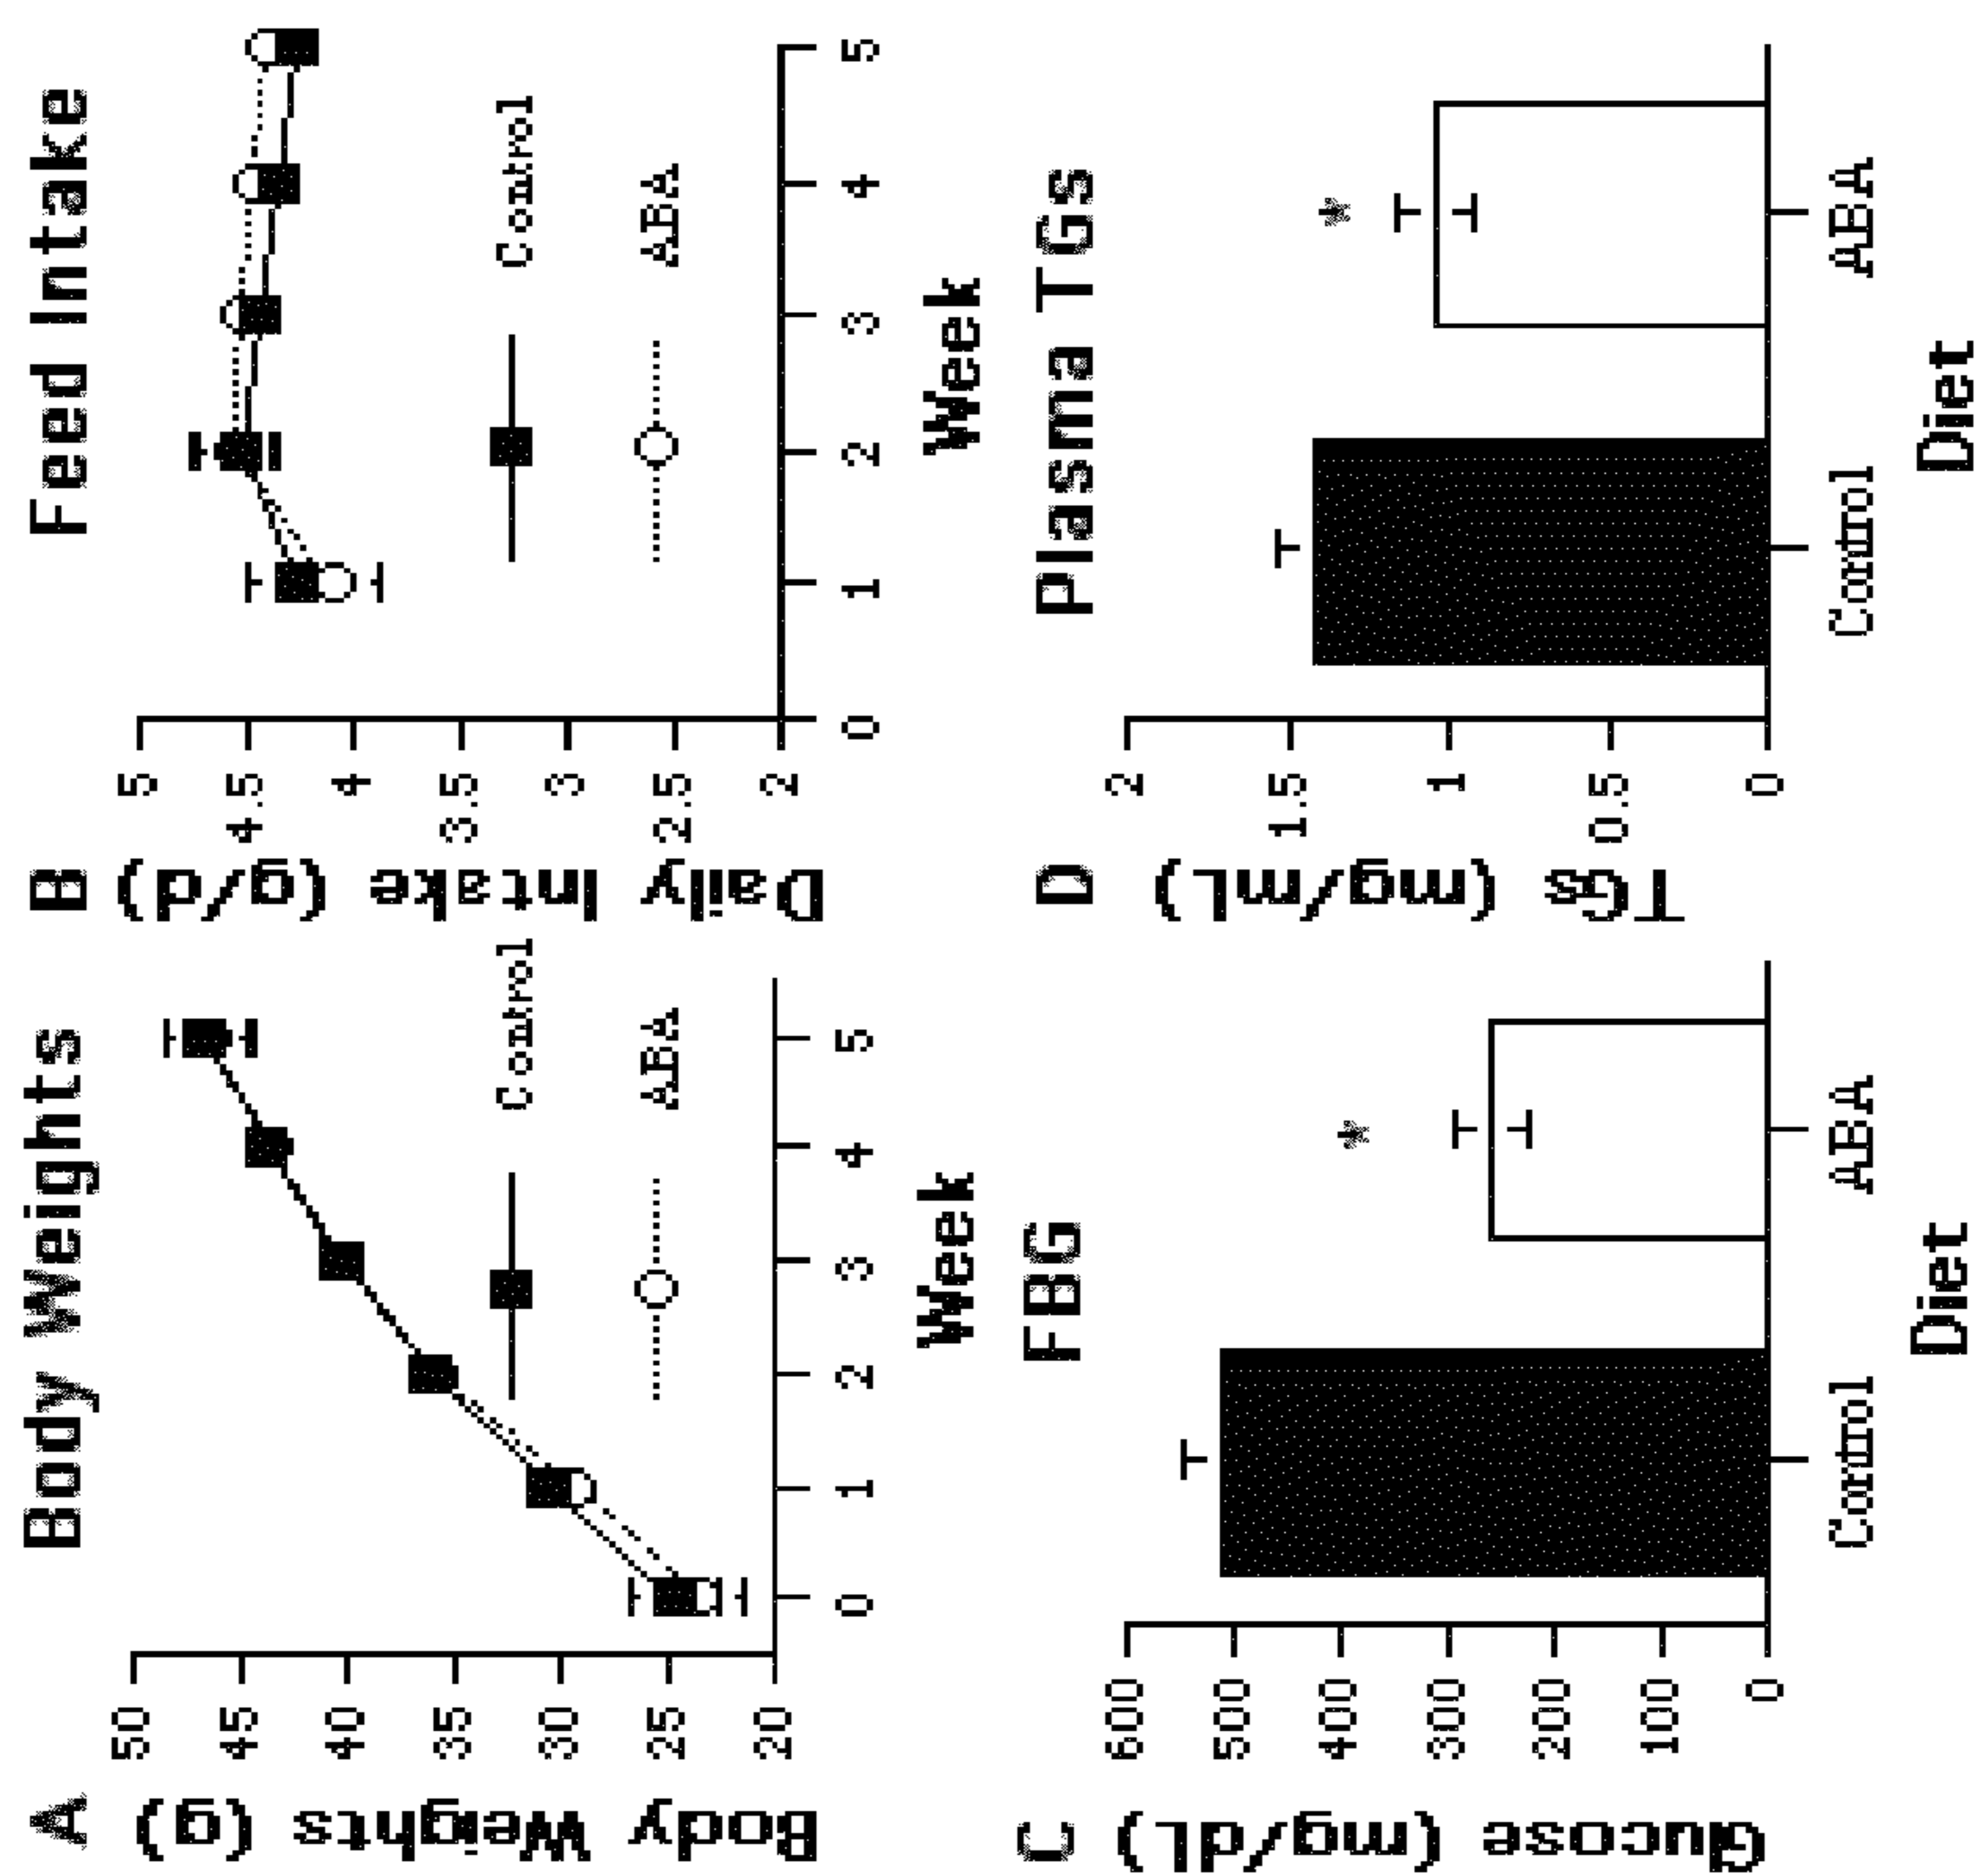 A
Body Weights
Body Weights (g)
50
45
40
35
30
25
20
0 1 2 3 4 5
Week
Control
ABA
B
Feed Intake
Daily Intake (g/d)
5
4.5
4
3.5
3
2.5
2
0 1 2 3 4 5
Week
Control
ABA
C
FBG
Glucose (mg/dL)
600
500
400
300
200
100
0
*
Control ABA
Diet
D
Plasma TGs
TGs (mg/mL)
2
1.5
1
0.5
0
*
Control ABA
Diet